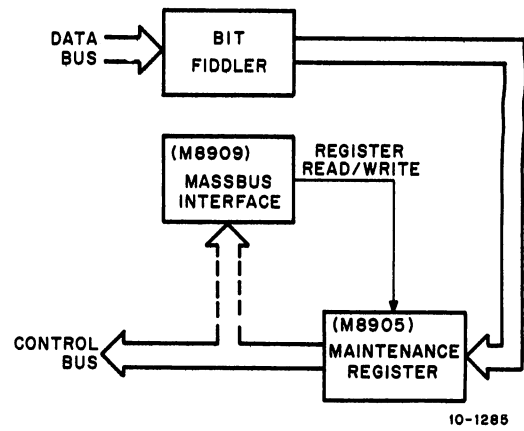 DATA
BUS
BIT
FIDDLER
(M8909)
MASSBUS
INTERFACE
REGISTER
READ/WRITE
(M8905)
MAINTENANCE
REGISTER
CONTROL
BUS
10-1285